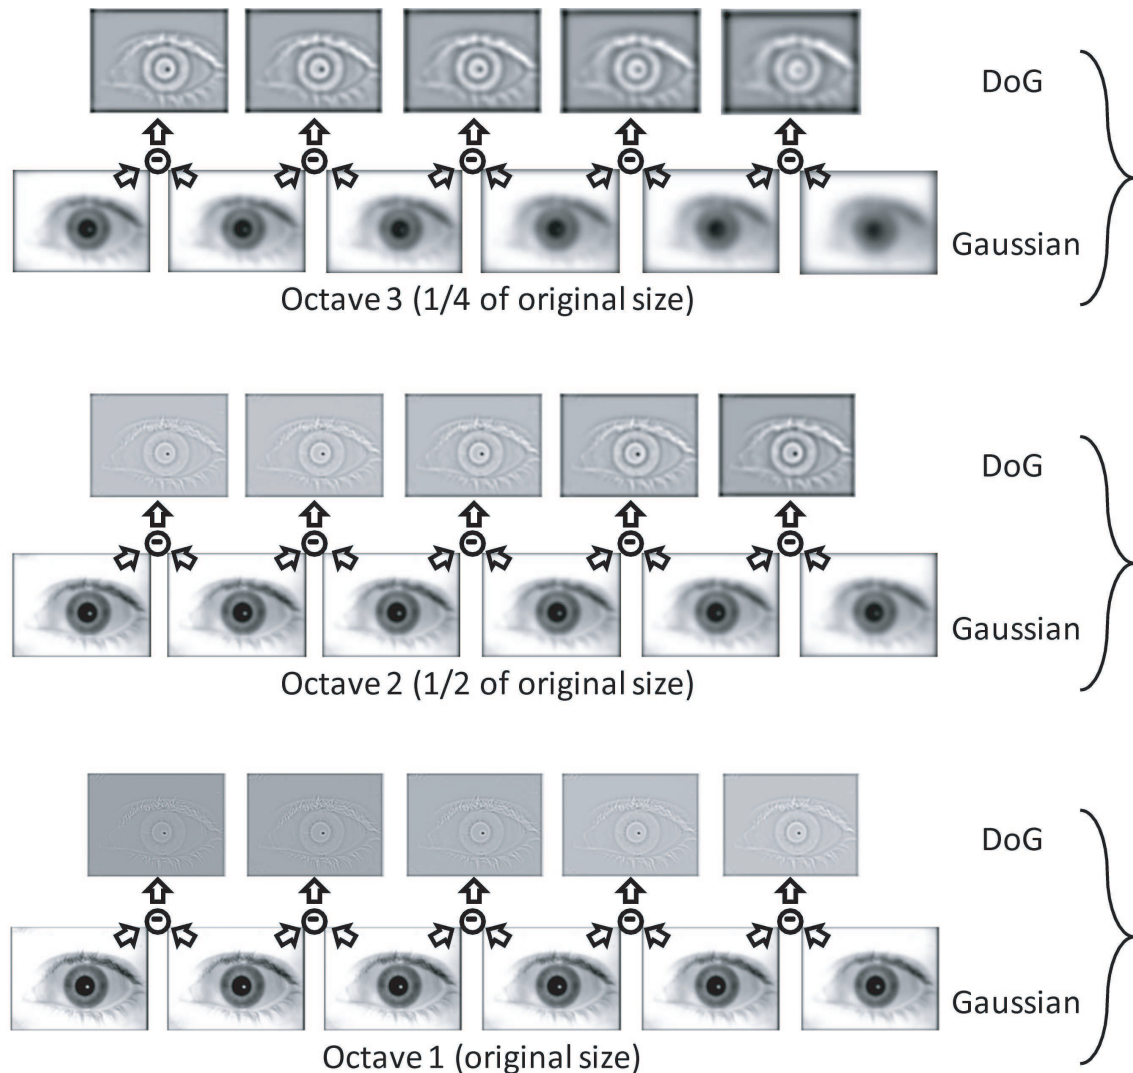 DoG
Gaussian
Octave 3 (1/4 of original size)
DoG
Gaussian
Octave 2 (1/2 of original size)
DoG
Gaussian
Octave 1 (original size)